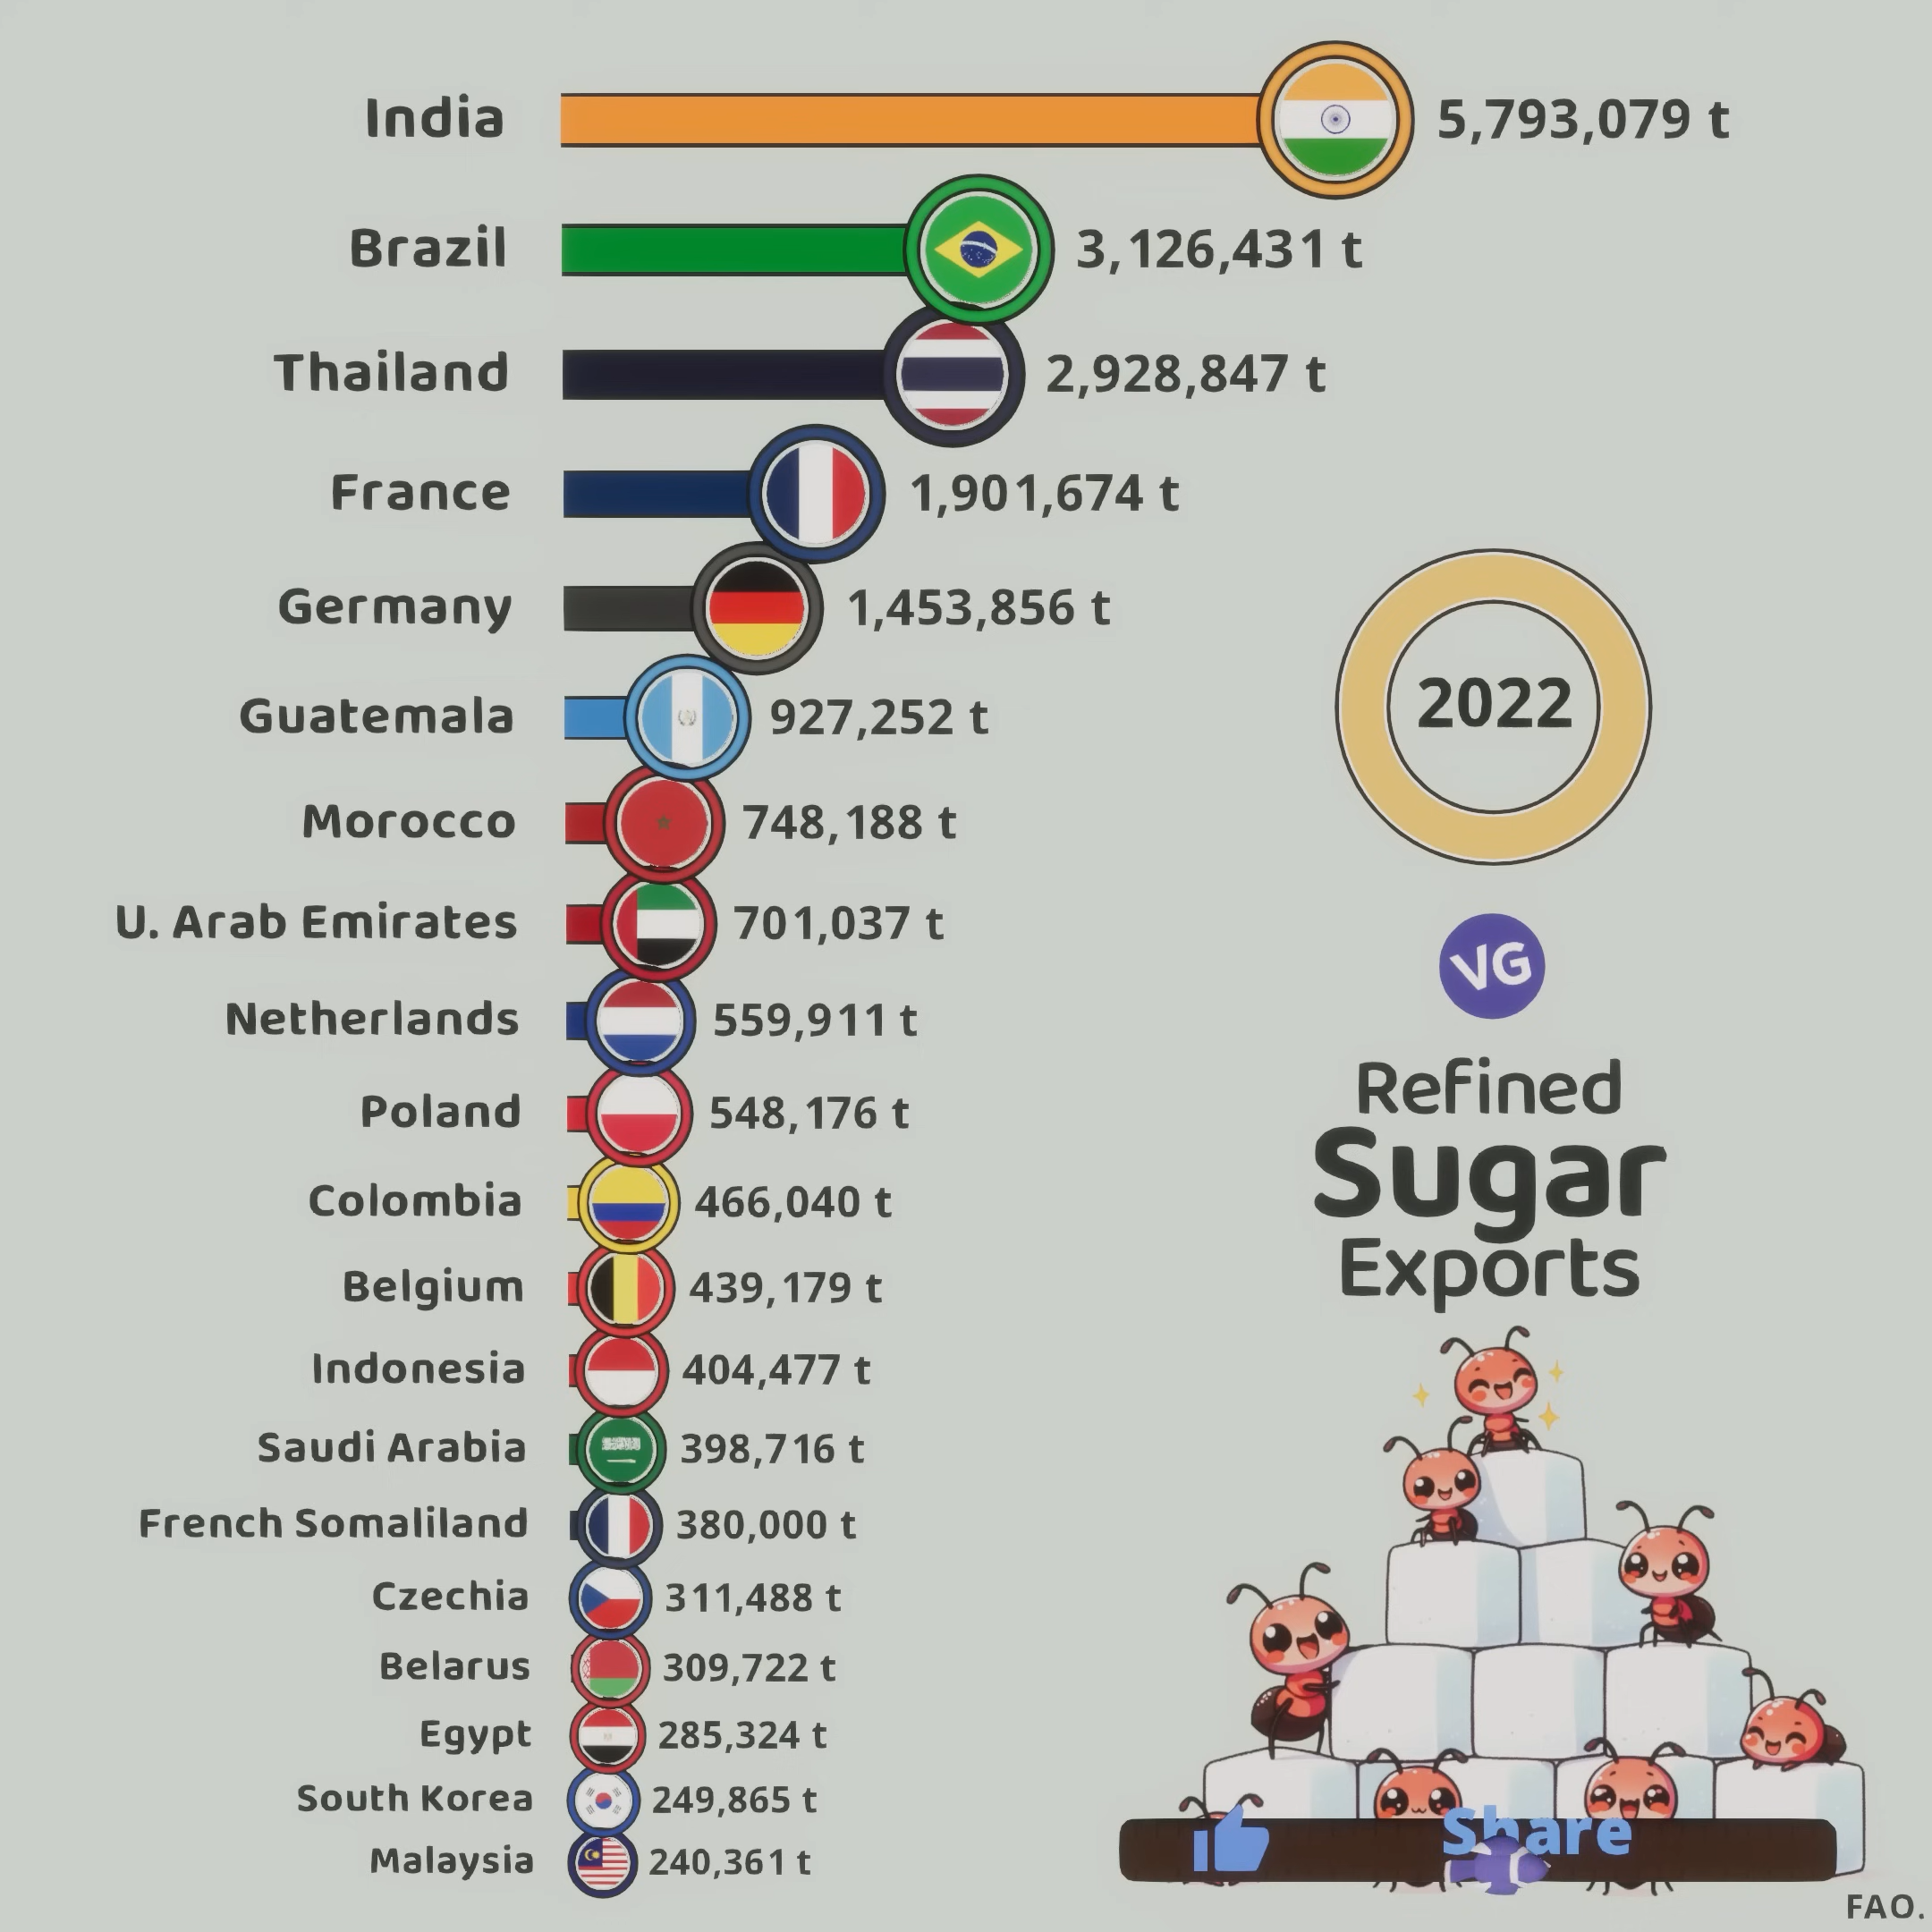 India 5,793,079 t
Brazil 3,126,431 t
Thailand 2,928,847 t
France 1,901,674 t
Germany 1,453,856 t
Guatemala 927,252 t
Morocco 748,188 t
U. Arab Emirates 701,037 t
Netherlands 559,911 t
Poland 548,176 t
Colombia 466,040 t
Belgium 439,179 t
Indonesia 404,477 t
Saudi Arabia 398,716 t
French Somaliland 380,000 t
Czechia 311,488 t
Belarus 309,722 t
Egypt 285,324 t
South Korea 249,865 t
Malaysia 240,361 t
2022
VG
Refined
Sugar
Exports
Share
FAO.